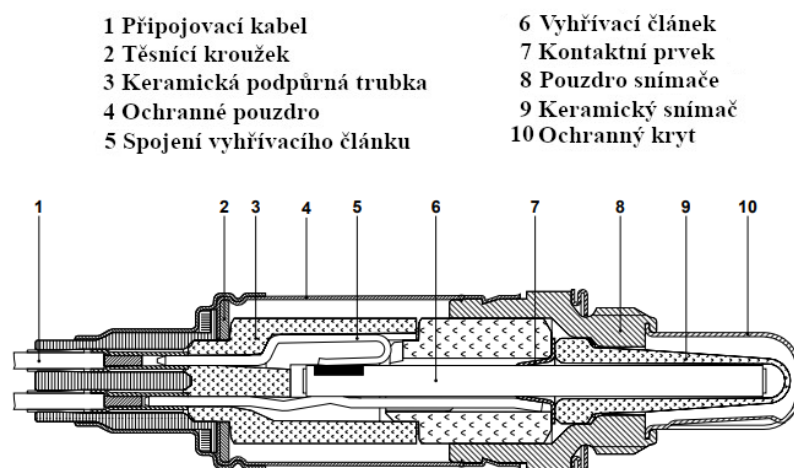 1 Připojovací kabel
2 Těsnící kroužek
3 Keramická podpůrná trubka
4 Ochranné pouzdro
5 Spojení vyhřívacího článku
6 Vyhřívací článek
7 Kontaktní prvek
8 Pouzdro snímače
9 Keramický snímač
10 Ochranný kryt
1 2 3 4 5 6 7 8 9 10